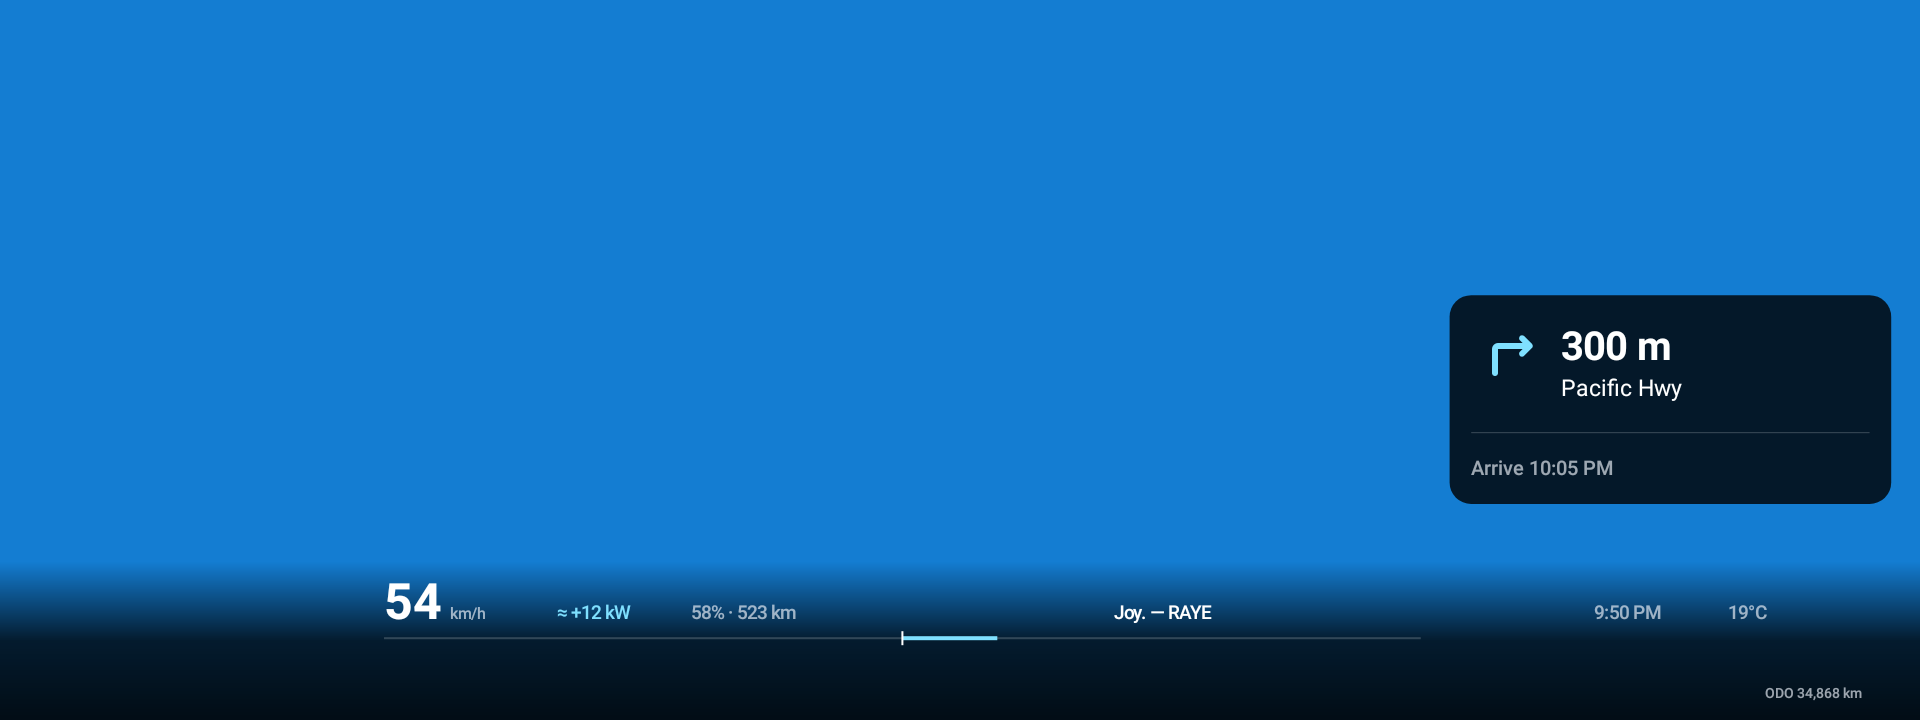 300 m
Pacific Hwy
Arrive 10:05 PM
54 km/h ≈ +12 kW 58% · 523 km Joy. — RAYE 9:50 PM 19°C
ODO 34,868 km